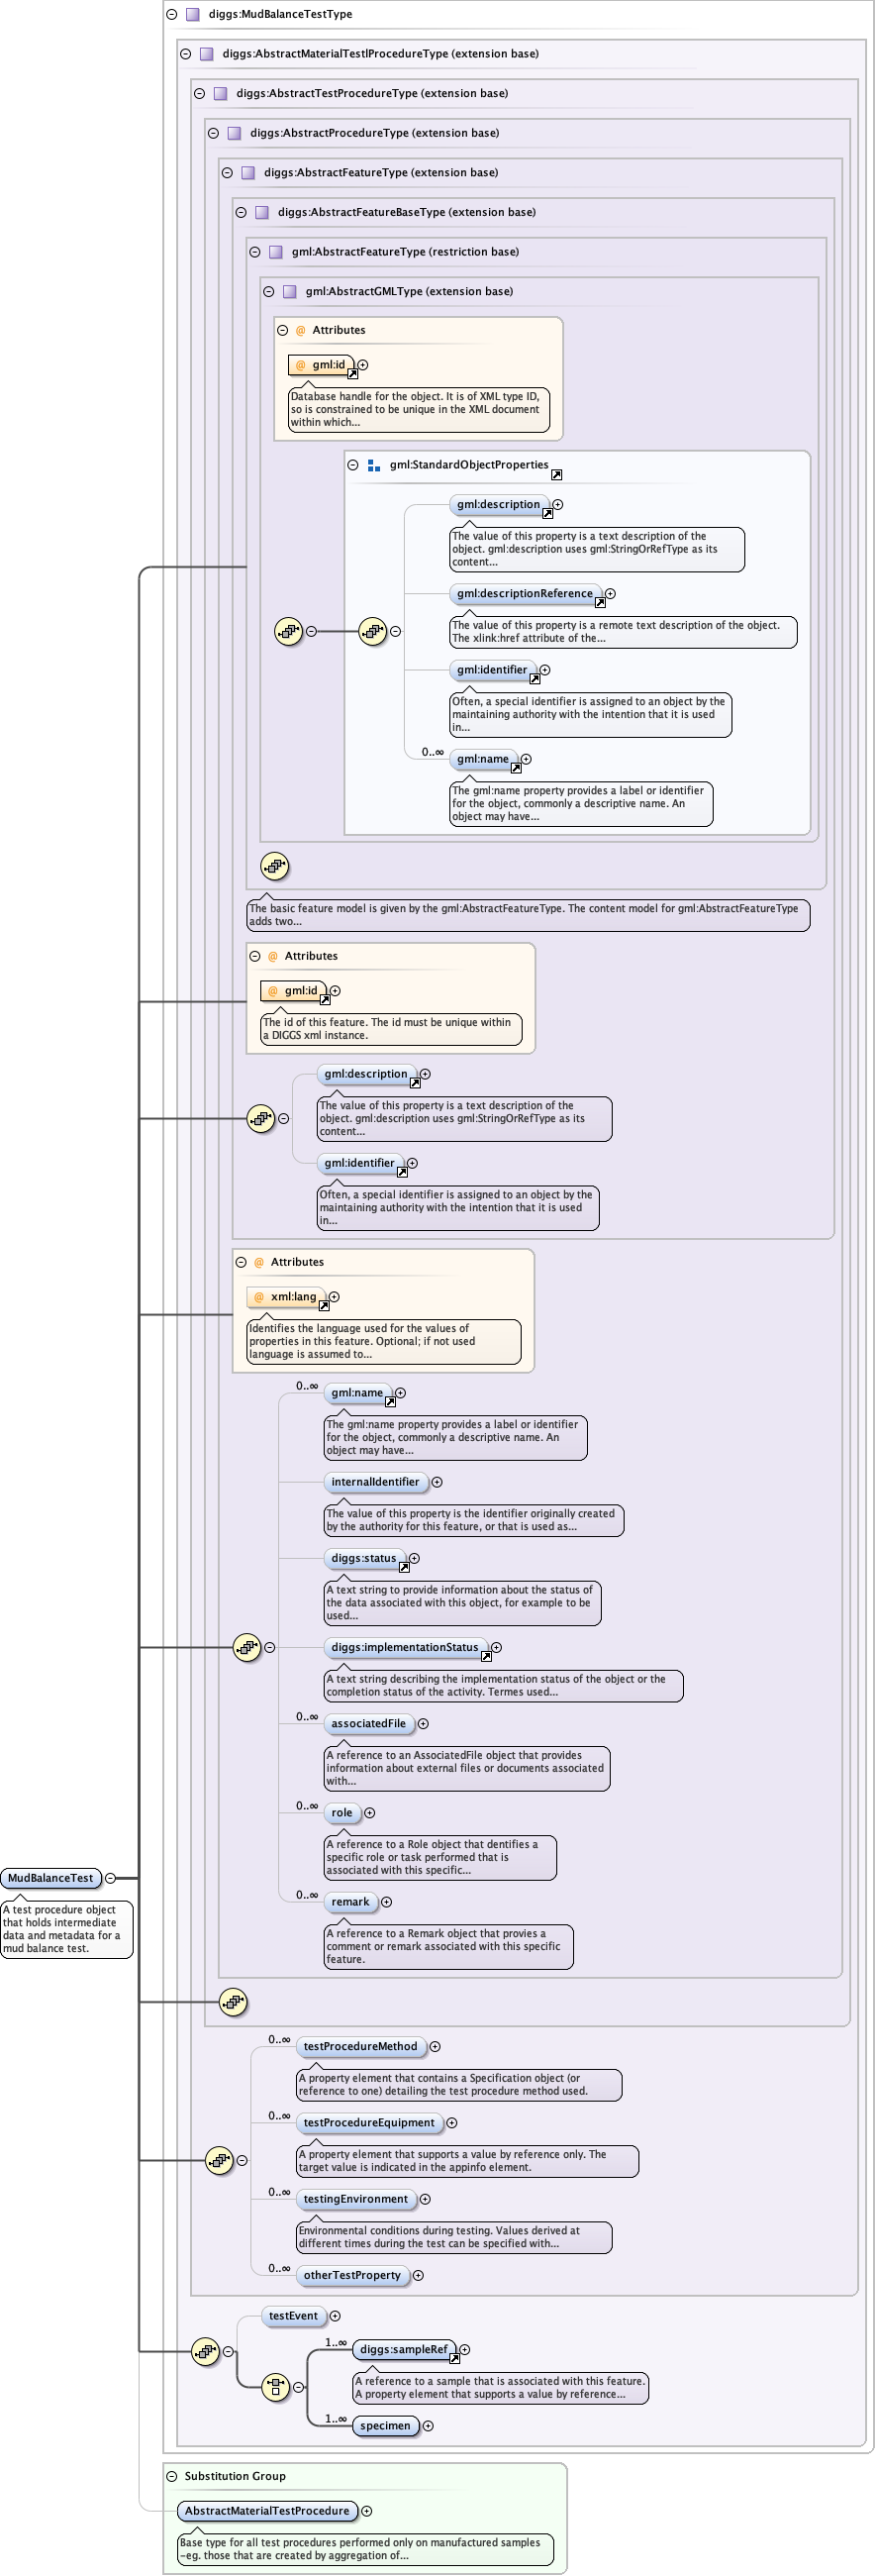 diggs:MudBalanceTestType
diggs:AbstractMaterialTestlProcedureType (extension base)
diggs:AbstractTestProcedureType (extension base)
diggs:AbstractProcedureType (extension base)
diggs:AbstractFeatureType (extension base)
diggs:AbstractFeatureBaseType (extension base)
gml:AbstractFeatureType (restriction base)
gml:AbstractGMLType (extension base)
@ Attributes
@ gml:id
Database handle for the object. It is of XML type ID,
so is constrained to be unique in the XML document
within which...
gml:StandardObjectProperties
gml:description
The value of this property is a text description of the
object. gml:description uses gml:StringOrRefType as its
content...
gml:descriptionReference
The value of this property is a remote text description of the object.
The xlink:href attribute of the...
gml:identifier
Often, a special identifier is assigned to an object by the
maintaining authority with the intention that it is used
in...
0..∞
gml:name
The gml:name property provides a label or identifier
for the object, commonly a descriptive name. An
object may have...
The basic feature model is given by the gml:AbstractFeatureType. The content model for gml:AbstractFeatureType
adds two...
@ Attributes
@ gml:id
The id of this feature. The id must be unique within
a DIGGS xml instance.
gml:description
The value of this property is a text description of the
object. gml:description uses gml:StringOrRefType as its
content...
gml:identifier
Often, a special identifier is assigned to an object by the
maintaining authority with the intention that it is used
in...
@ Attributes
@ xml:lang
Identifies the language used for the values of
properties in this feature. Optional; if not used
language is assumed to...
0..∞
gml:name
The gml:name property provides a label or identifier
for the object, commonly a descriptive name. An
object may have...
internalIdentifier
The value of this property is the identifier originally created
by the authority for this feature, or that is used as...
diggs:status
A text string to provide information about the status of
the data associated with this object, for example to be
used...
diggs:implementationStatus
A text string describing the implementation status of the object or the
completion status of the activity. Termes used...
0..∞
associatedFile
A reference to an AssociatedFile object that provides
information about external files or documents associated
with...
0..∞
role
A reference to a Role object that dentifies a
specific role or task performed that is
associated with this specific...
MudBalanceTest
A test procedure object
that holds intermediate
data and metadata for a
mud balance test.
0..∞
remark
A reference to a Remark object that provies a
comment or remark associated with this specific
feature.
0..∞
testProcedureMethod
A property element that contains a Specification object (or
reference to one) detailing the test procedure method used.
0..∞
testProcedureEquipment
A property element that supports a value by reference only. The
target value is indicated in the appinfo element.
0..∞
testingEnvironment
Environmental conditions during testing. Values derived at
different times during the test can be specified with...
0..∞
otherTestProperty
testEvent
1..∞
diggs:sampleRef
A reference to a sample that is associated with this feature.
A property element that supports a value by reference...
1..∞
specimen
Substitution Group
AbstractMaterialTestProcedure
Base type for all test procedures performed only on manufactured samples
-eg. those that are created by aggregation of...